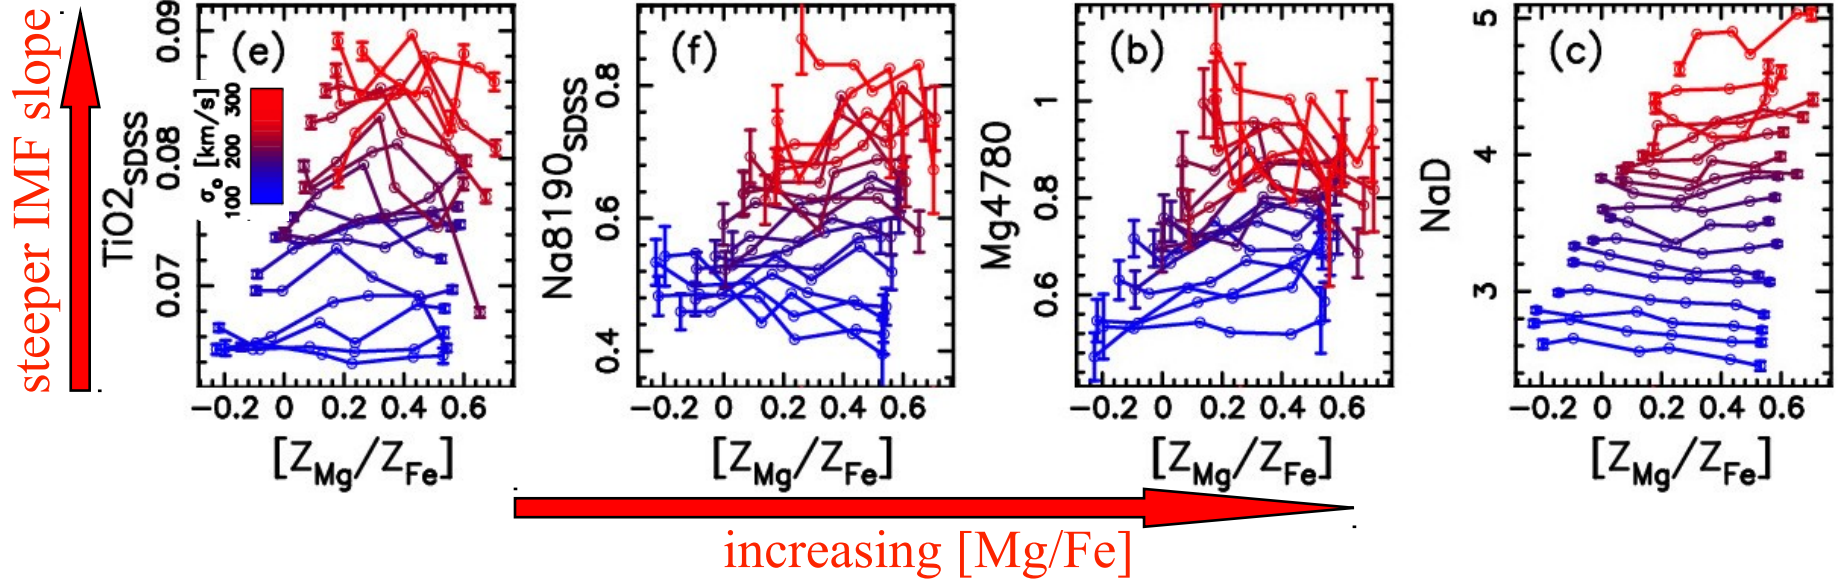 steeper IMF slope
(e)
TiO2SDSS
0.09
0.08
0.07
σo [km/s]
100 200 300
−0.2 0 0.2 0.4 0.6
[ZMg/ZFe]
(f)
Na8190SDSS
0.8
0.6
0.4
−0.2 0 0.2 0.4 0.6
[ZMg/ZFe]
(b)
Mg4780
1
0.8
0.6
−0.2 0 0.2 0.4 0.6
[ZMg/ZFe]
(c)
NaD
5
4
3
−0.2 0 0.2 0.4 0.6
[ZMg/ZFe]
increasing [Mg/Fe]